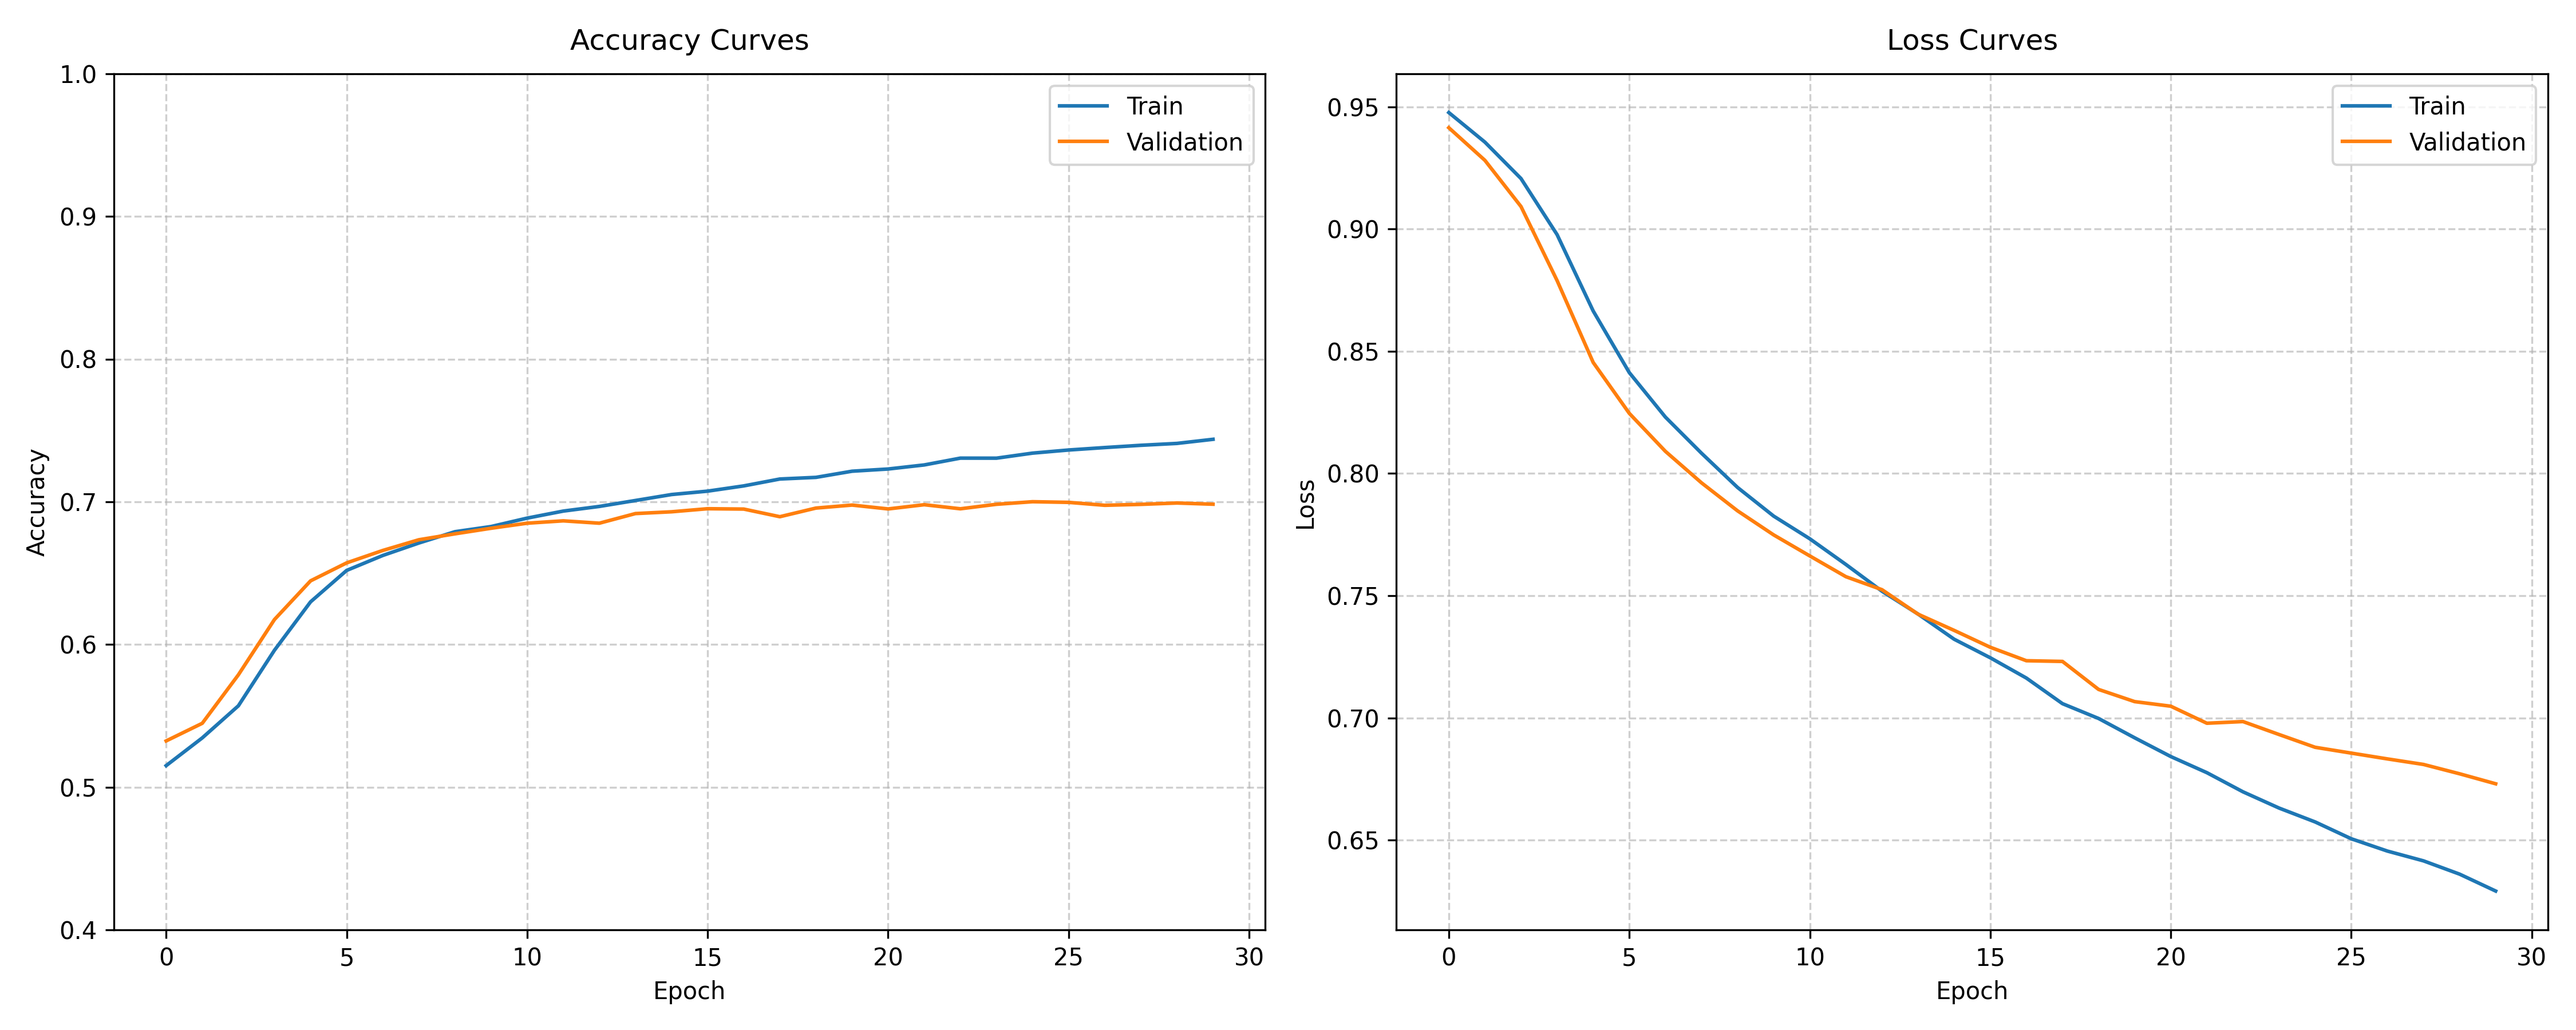 Accuracy Curves
1.0
0.9
0.8
0.7
0.6
0.5
0.4
Accuracy
Train
Validation
0 5 10 15 20 25 30
Epoch
Loss Curves
0.95
0.90
0.85
0.80
0.75
0.70
0.65
Loss
Train
Validation
0 5 10 15 20 25 30
Epoch